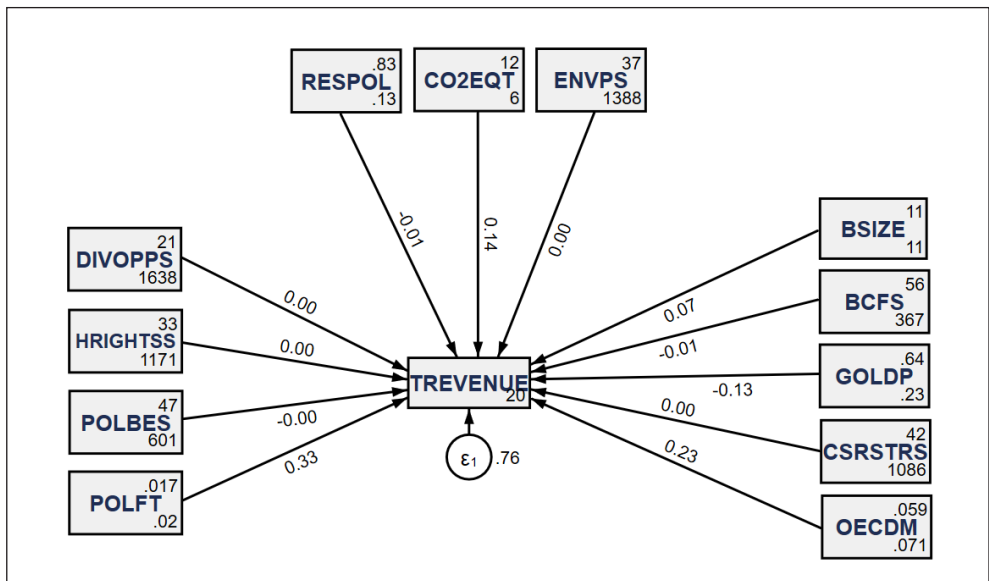 .83
RESPOL
.13
12
CO2EQT
6
37
ENVPS
1388
-0.01
0.14
0.00
21
DIVOPPS
1638
0.00
33
HRIGHTSS
1171
0.00
47
POLBES
601
-0.00
.017
POLFT
.02
0.33
TREVENUE
20
ε1
.76
11
BSIZE
11
0.07
56
BCFS
367
-0.01
.64
GOLDP
.23
-0.13
42
CSRSTRS
1086
0.00
.059
OECDM
.071
0.23